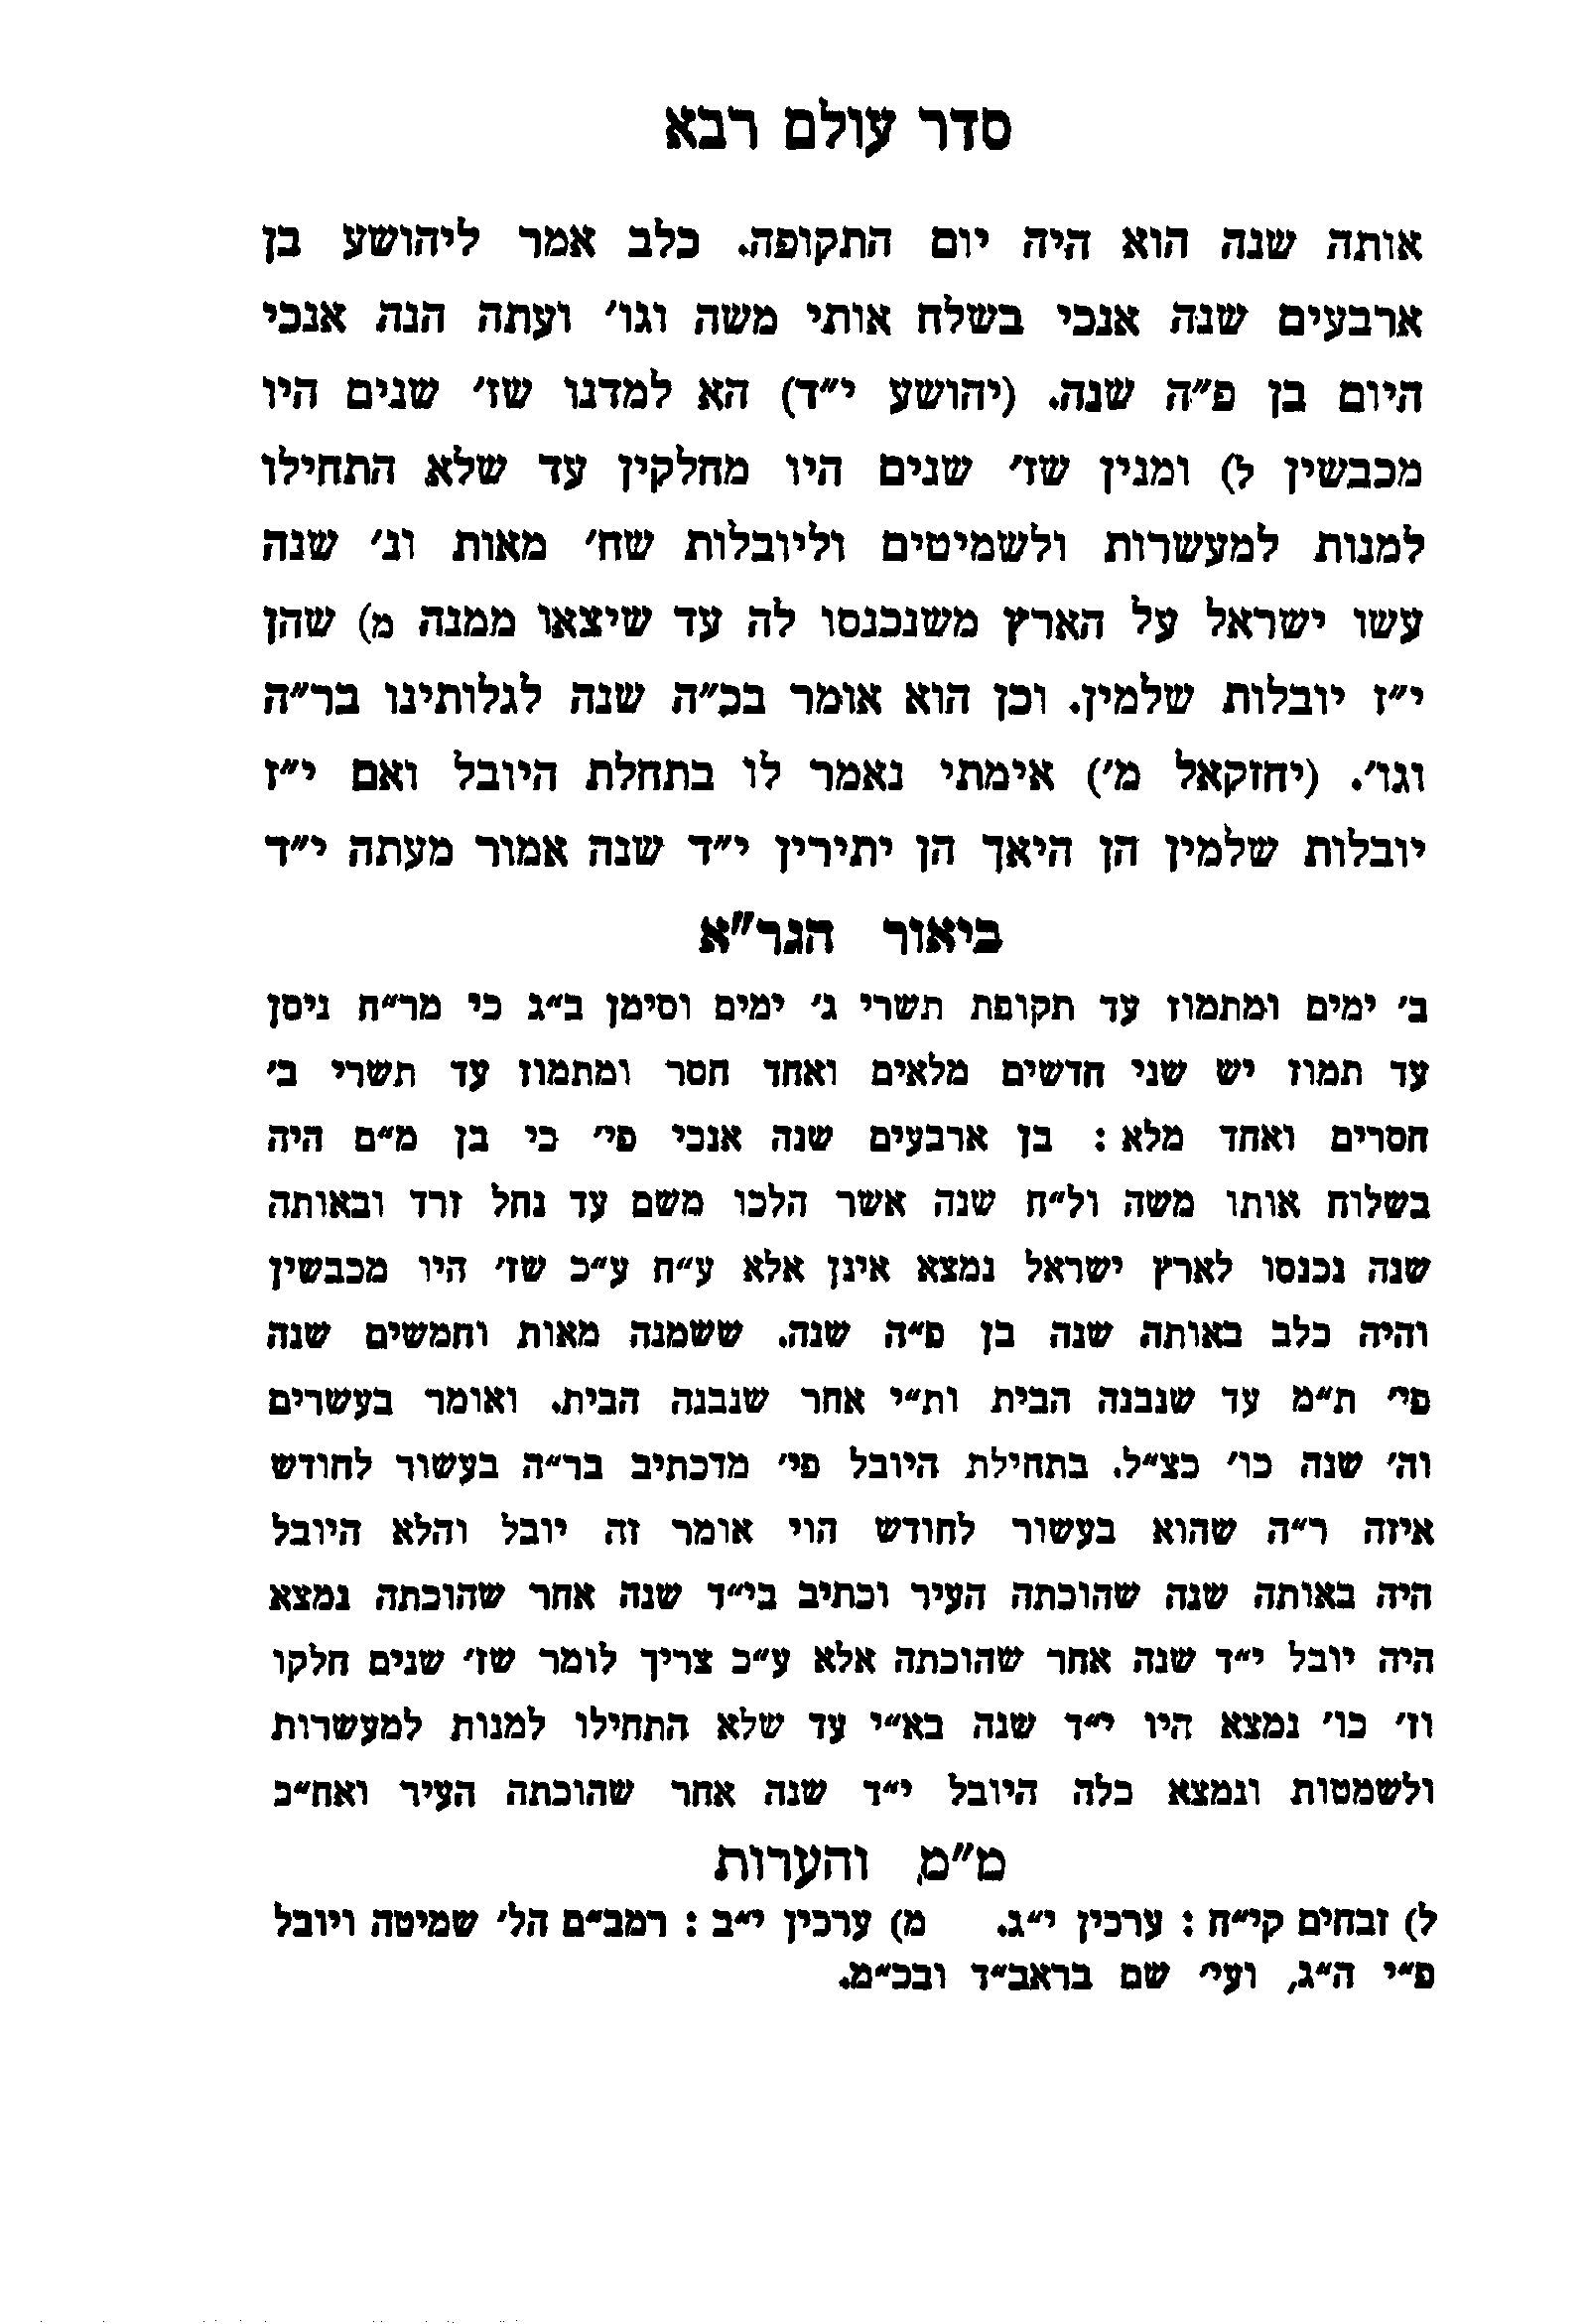 סדר עולם רבא
אותה שנה הוא היה יום התקופה. כלב אמר ליהושע בן
ארבעים שנה אנכי בשלח אותי משה וגו' ועתה הנה אנכי
היום בן פ"ה שנה. (יהושע י"ד) הא למדנו שז' שנים היו
מכבשין ל) ומנין שז' שנים היו מחלקין עד שלא התחילו
למנות למעשרות ולשמיטים וליובלות שח' מאות ונ' שנה
עשו ישראל על הארץ משנכנסו לה עד שיצאו ממנה מ) שהן
י"ז יובלות שלמין. וכן הוא אומר בכ"ה שנה לגלותינו בר"ה
וגו'. (יחזקאל מ') אימתי נאמר לו בתחלת היובל ואם י"ז
יובלות שלמין הן היאך הן יתירין י"ד שנה אמור מעתה י"ד
ביאור הגר"א
ב' ימים ומתמוז עד תקופת תשרי ג' ימים וסימן ב"ג כי מר"ח ניסן
עד תמוז יש שני חדשים מלאים ואחד חסר ומתמוז עד תשרי ב'
חסרים ואחד מלא : בן ארבעים שנה אנכי פי' כי בן מ"ם היה
בשלוח אותו משה ול"ח שנה אשר הלכו משם עד נחל זרד ובאותה
שנה נכנסו לארץ ישראל נמצא אינן אלא ע"ח ע"כ שז' היו מכבשין
והיה כלב באותה שנה בן פ"ה שנה. ששמנה מאות וחמשים שנה
פי' ת"מ עד שנבנה הבית ות"י אחר שנבנה הבית. ואומר בעשרים
וה' שנה כו' כצ"ל. בתחילת היובל פי' מדכתיב בר"ה בעשור לחודש
איזה ר"ה שהוא בעשור לחודש הוי אומר זה יובל והלא היובל
היה באותה שנה שהוכתה העיר וכתיב בי"ד שנה אחר שהוכתה נמצא
היה יובל י"ד שנה אחר שהוכתה אלא ע"כ צריך לומר שז' שנים חלקו
וז' כו' נמצא היו י"ד שנה בא"י עד שלא התחילו למנות למעשרות
ולשמטות ונמצא כלה היובל י"ד שנה אחר שהוכתה העיר ואח"כ
מ"מ והערות
ל) זבחים קי"ח : ערכין י"ג. מ) ערכין י"ב : רמב"ם הל' שמיטה ויובל
פ"י ה"ג, ועי' שם בראב"ד ובכ"מ.